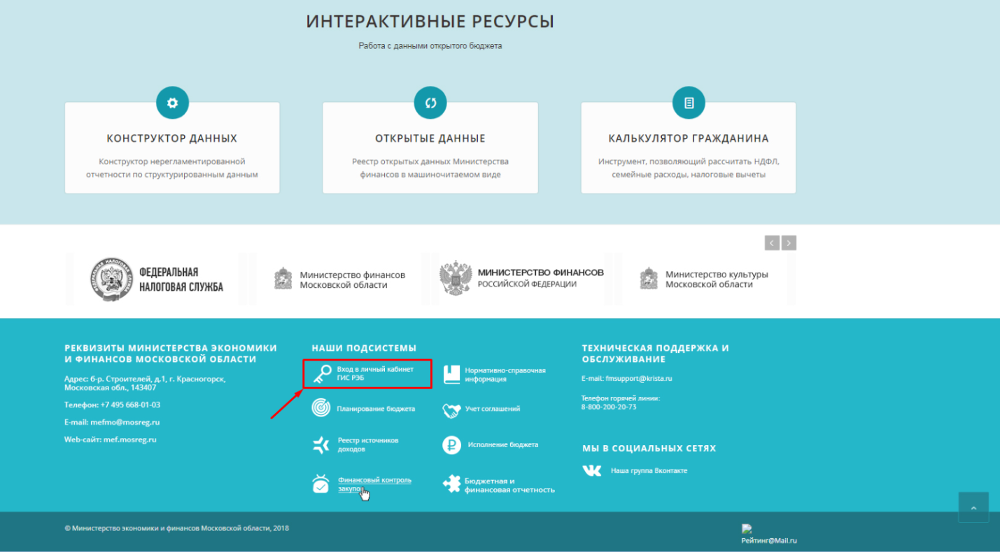 ИНТЕРАКТИВНЫЕ РЕСУРСЫ
Работа с данными открытого бюджета
КОНСТРУКТОР ДАННЫХ
Конструктор нерегламентированной
отчетности по структурированным данным
ОТКРЫТЫЕ ДАННЫЕ
Реестр открытых данных Министерства
финансов в машиночитаемом виде
КАЛЬКУЛЯТОР ГРАЖДАНИНА
Инструмент, позволяющий рассчитать НДФЛ,
семейные расходы, налоговые вычеты
ФЕДЕРАЛЬНАЯ
НАЛОГОВАЯ СЛУЖБА
Министерство финансов
Московской области
МИНИСТЕРСТВО ФИНАНСОВ
РОССИЙСКОЙ ФЕДЕРАЦИИ
Министерство культуры
Московской области
РЕКВИЗИТЫ МИНИСТЕРСТВА ЭКОНОМИКИ
И ФИНАНСОВ МОСКОВСКОЙ ОБЛАСТИ
Адрес: б-р. Строителей, д.1, г. Красногорск,
Московская обл., 143407
Телефон: +7 495 668-01-03
E-mail: mefmo@mosreg.ru
Web-сайт: mef.mosreg.ru
НАШИ ПОДСИСТЕМЫ
Вход в личный кабинет
ГИС РЭБ
Нормативно-справочная
информация
Планирование бюджета
Учет соглашений
Реестр источников
доходов
Исполнение бюджета
Финансовый контроль
закупо
Бюджетная и
финансовая отчетность
ТЕХНИЧЕСКАЯ ПОДДЕРЖКА И
ОБСЛУЖИВАНИЕ
E-mail: fmsupport@krista.ru
Телефон горячей линии:
8-800-200-20-73
МЫ В СОЦИАЛЬНЫХ СЕТЯХ
Наша группа Вконтакте
© Министерство экономики и финансов Московской области, 2018
Рейтинг@Mail.ru